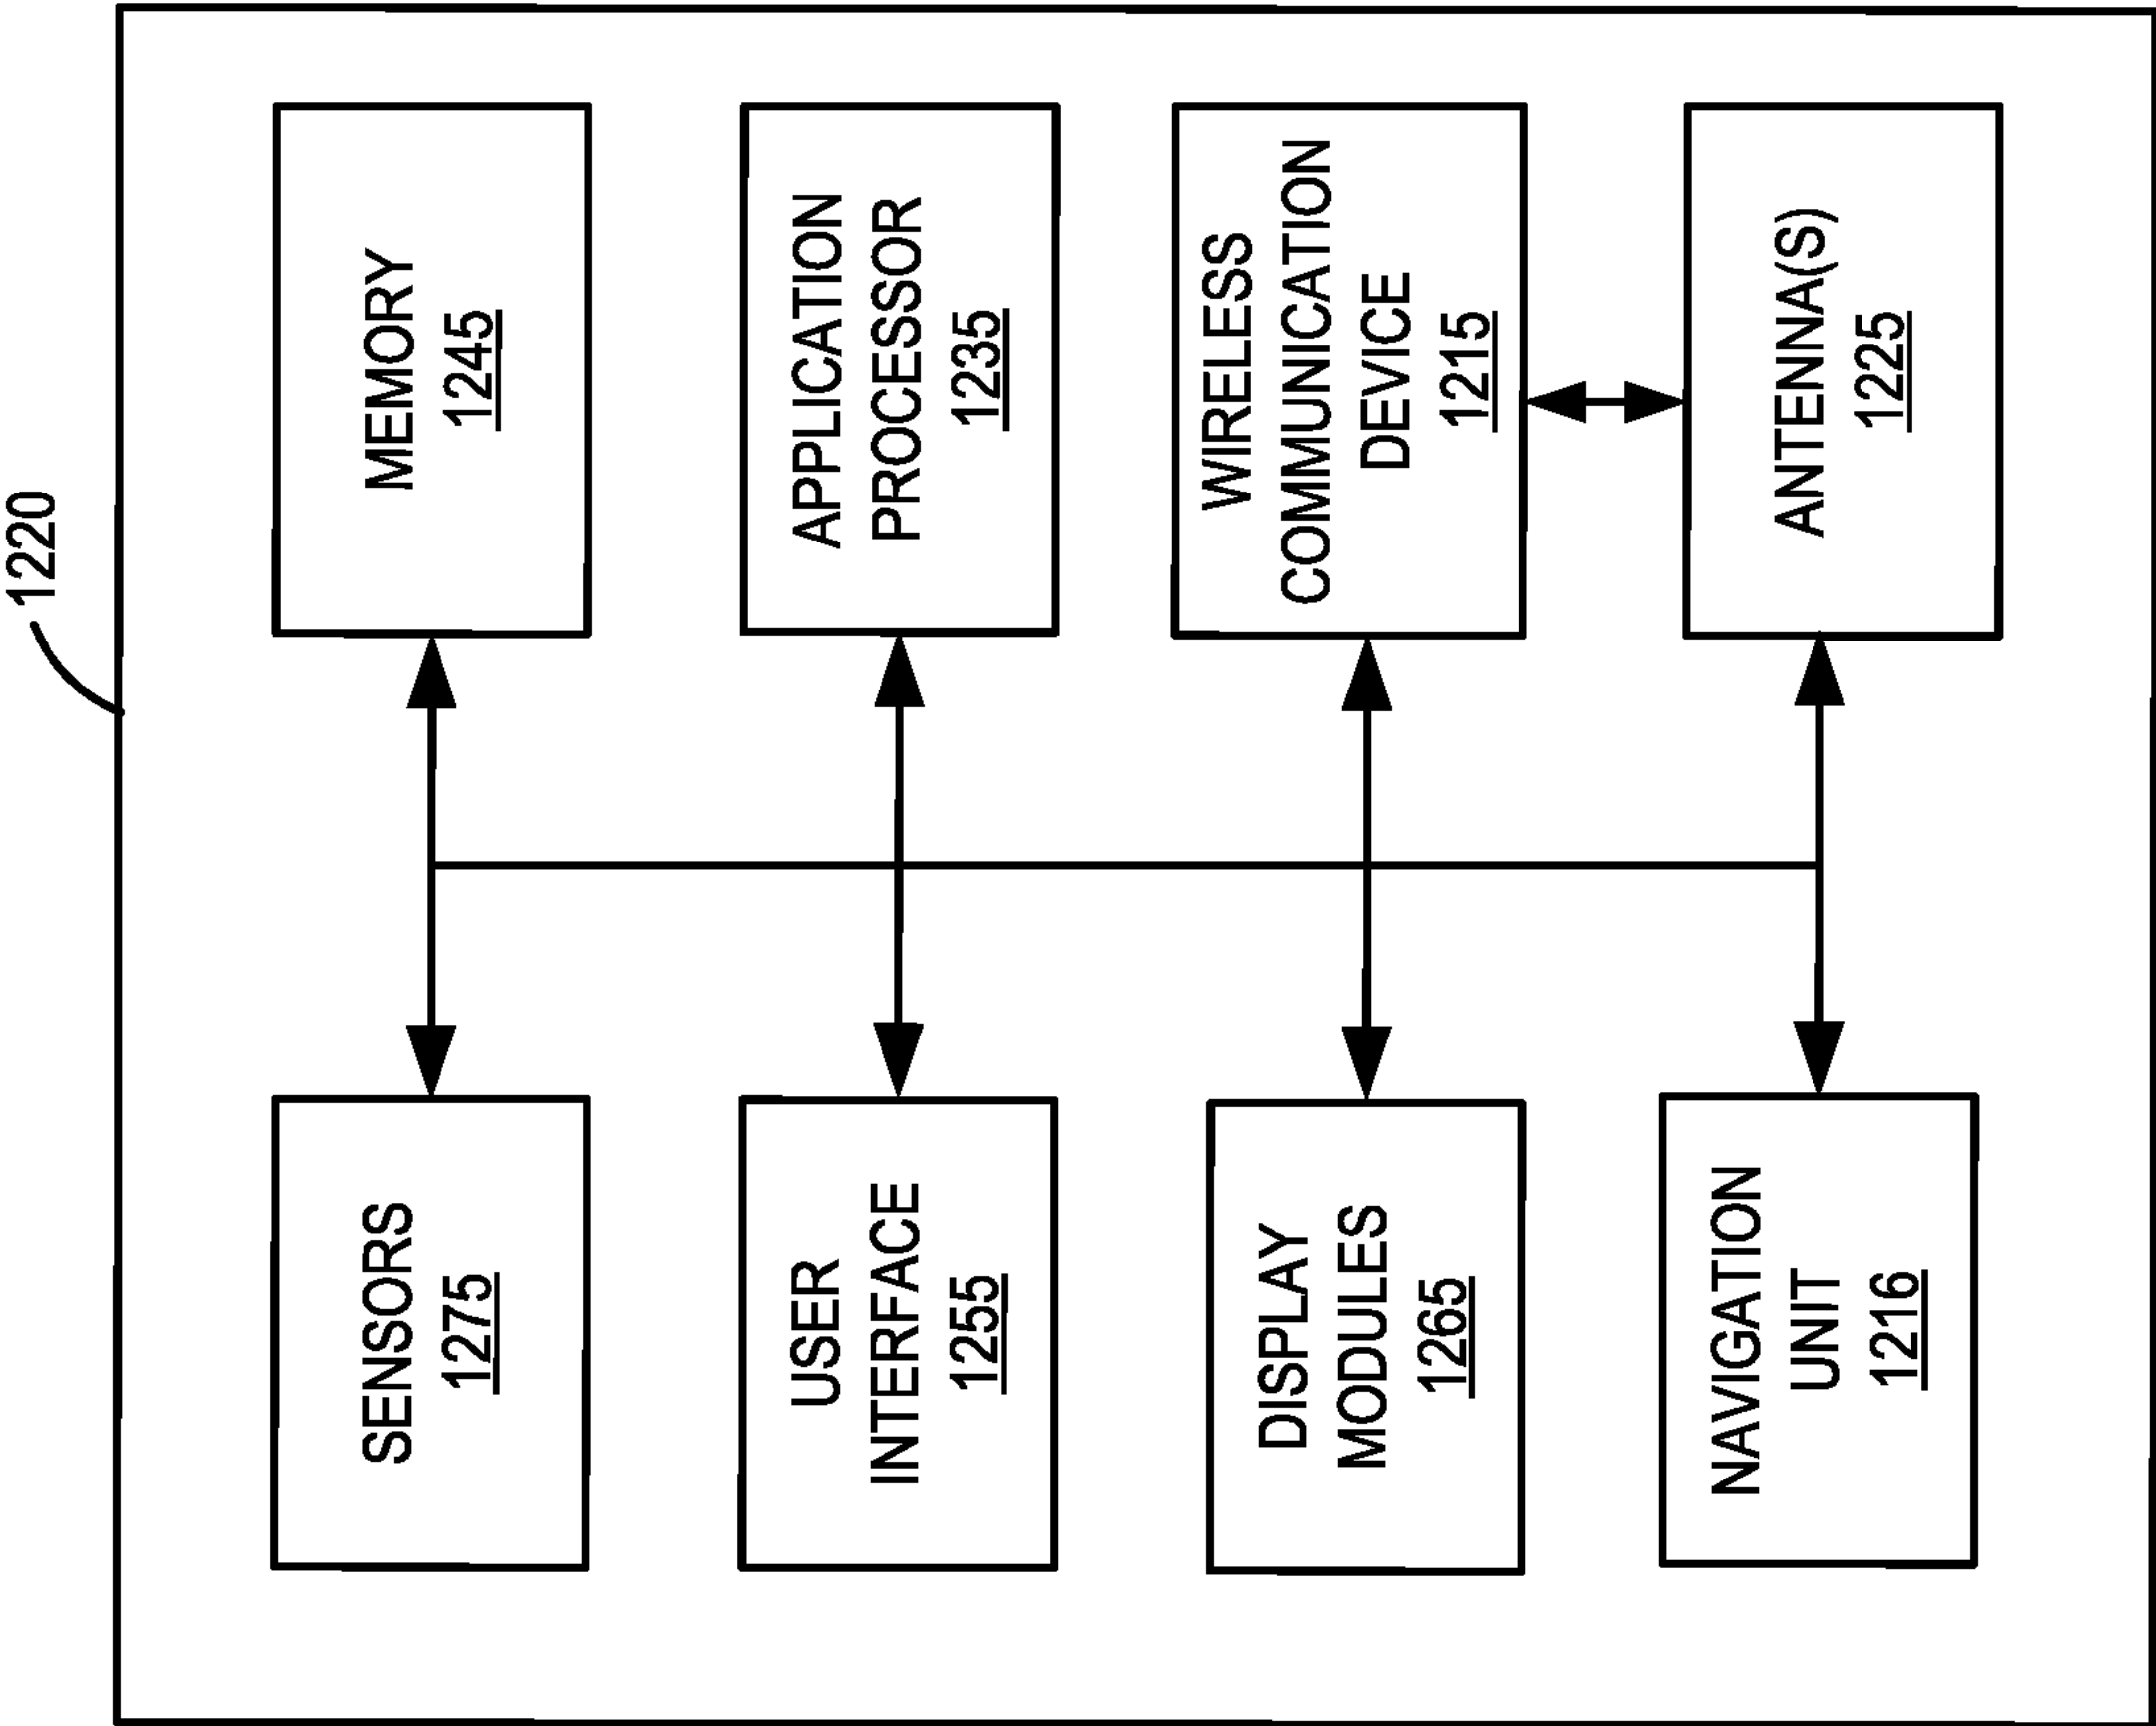 1220
SENSORS
1275
MEMORY
1245
USER
INTERFACE
1255
APPLICATION
PROCESSOR
1235
DISPLAY
MODULES
1265
WIRELESS
COMMUNICATION
DEVICE
1215
NAVIGATION
UNIT
1216
ANTENNA(S)
1225